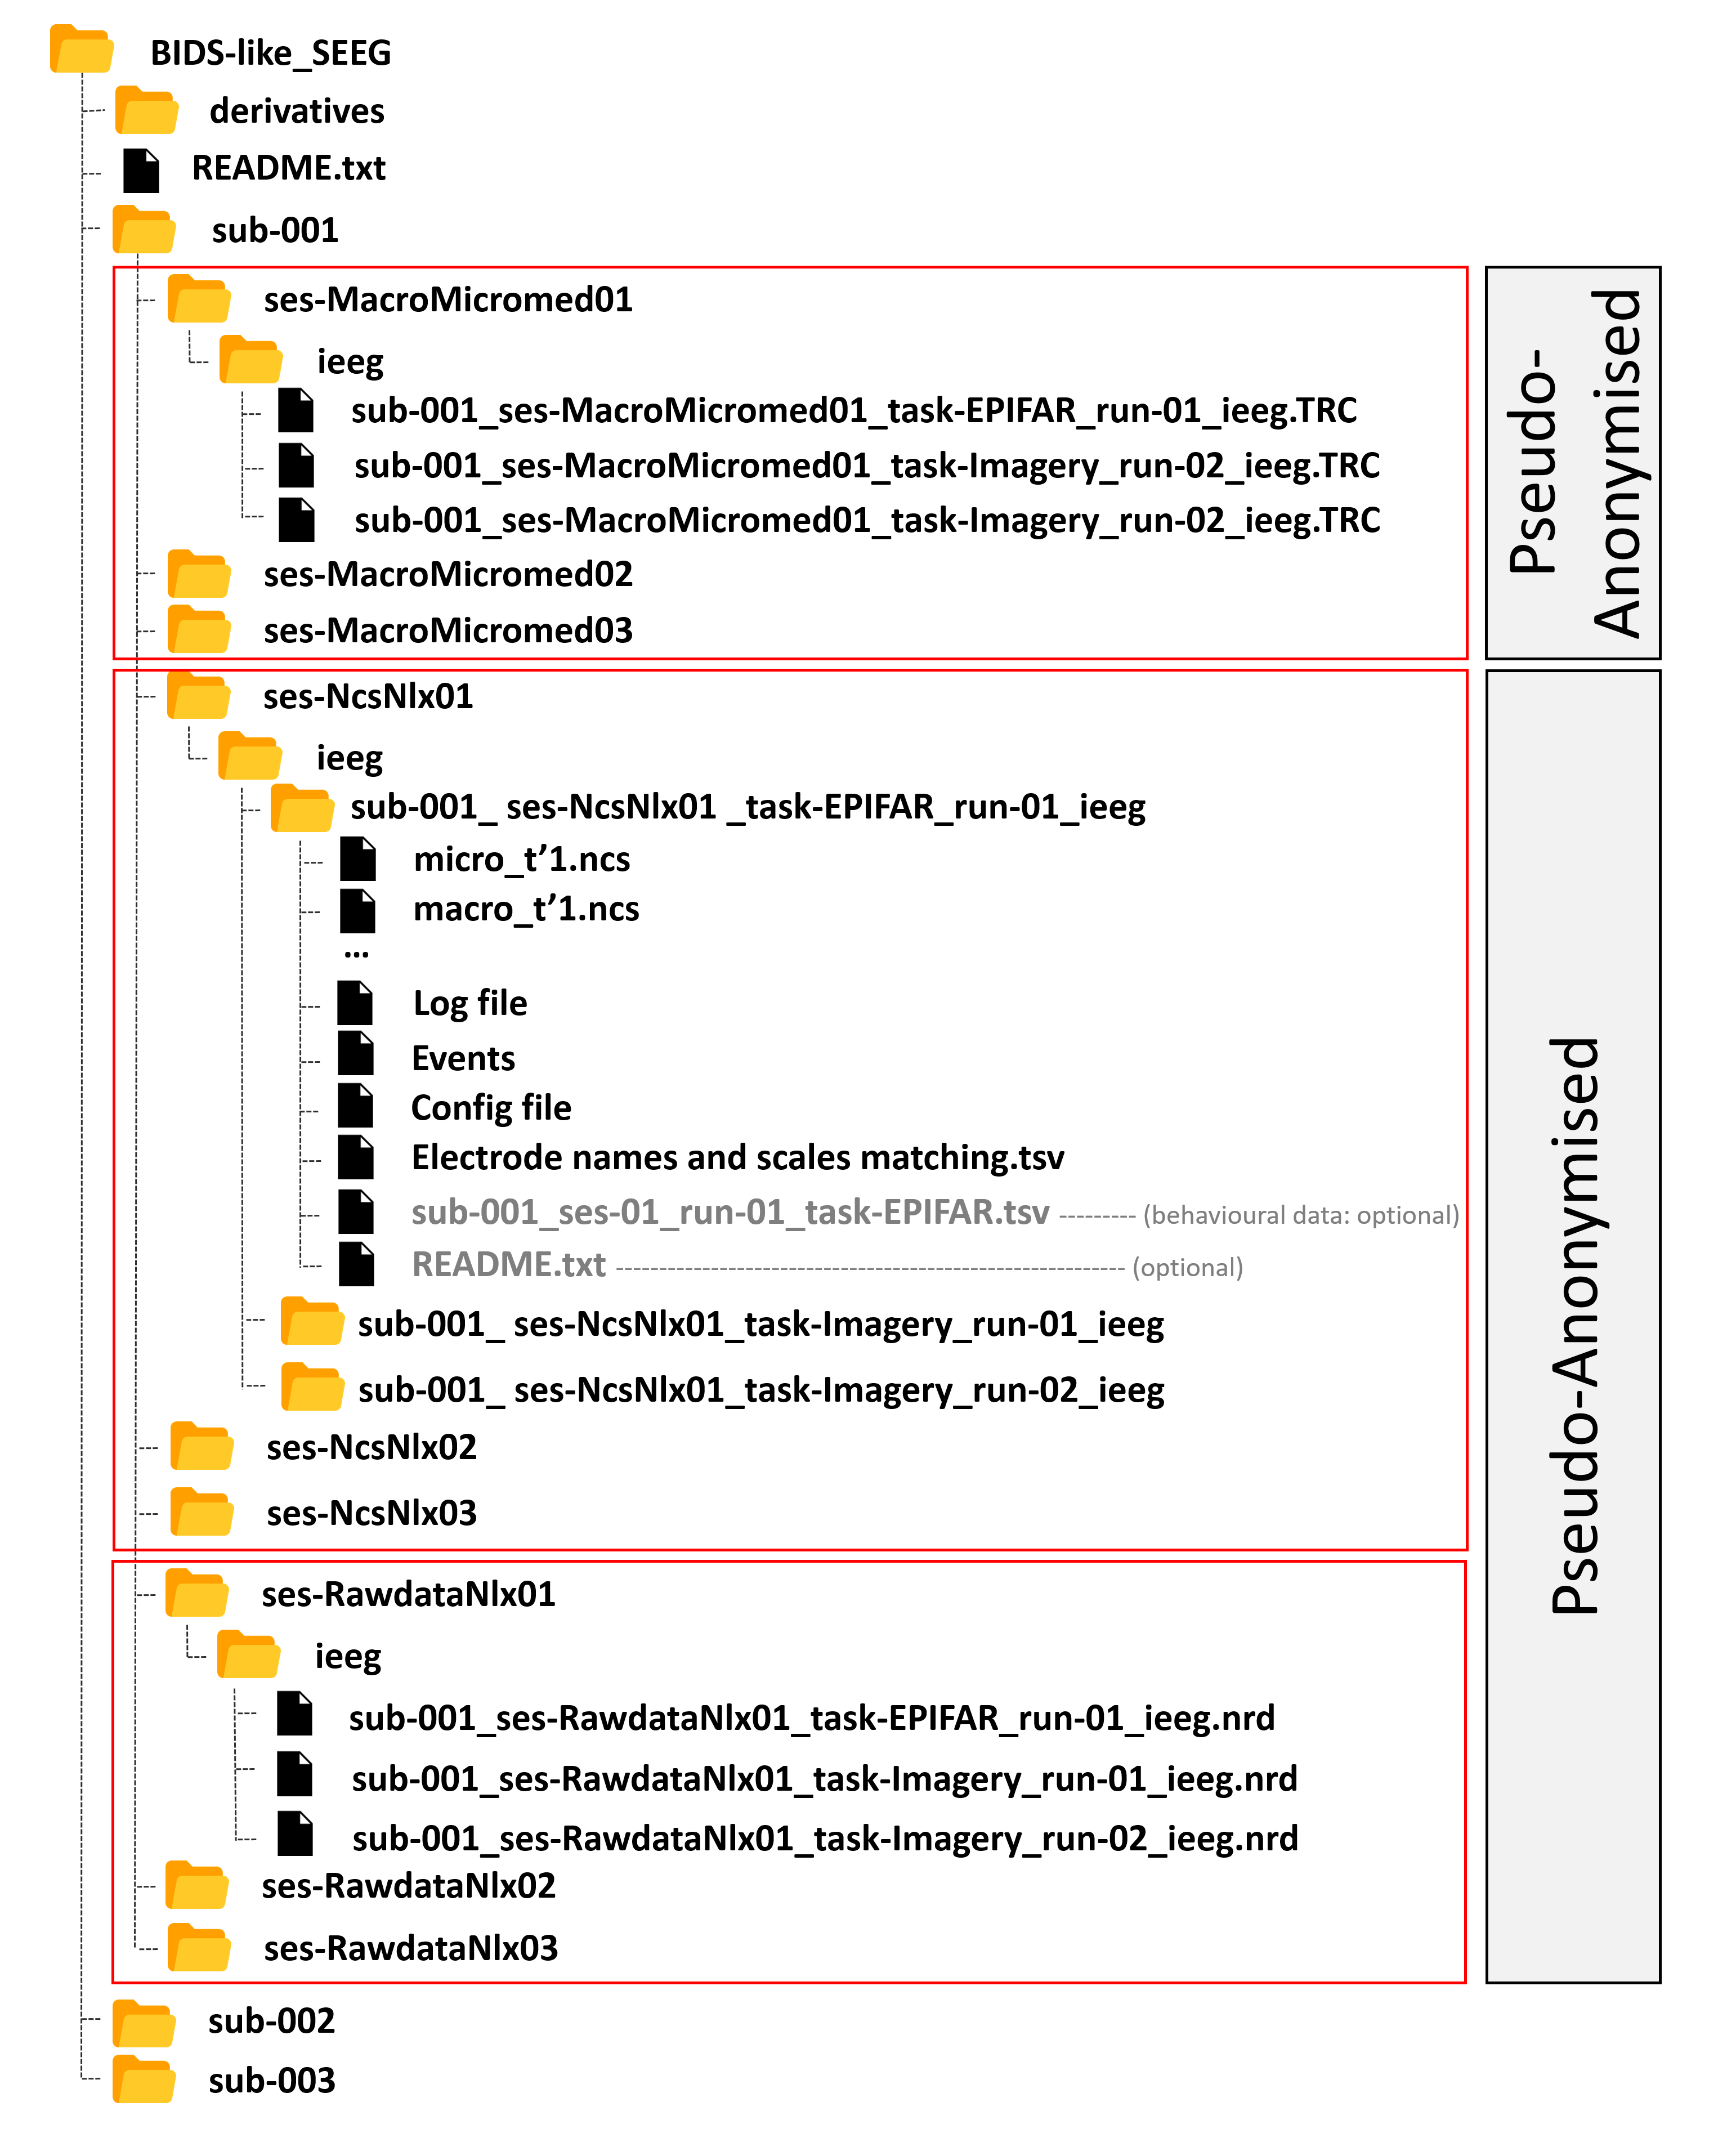 BIDS-like_SEEG
derivatives
README.txt
sub-001
ses-MacroMicromed01
ieeg
sub-001_ses-MacroMicromed01_task-EPIFAR_run-01_ieeg.TRC
sub-001_ses-MacroMicromed01_task-Imagery_run-02_ieeg.TRC
sub-001_ses-MacroMicromed01_task-Imagery_run-02_ieeg.TRC
ses-MacroMicromed02
ses-MacroMicromed03
Pseudo-
Anonymised
ses-NcsNlx01
ieeg
sub-001_ ses-NcsNlx01 _task-EPIFAR_run-01_ieeg
micro_t’1.ncs
macro_t’1.ncs
...
Log file
Events
Config file
Electrode names and scales matching.tsv
sub-001_ses-01_run-01_task-EPIFAR.tsv --------- (behavioural data: optional)
README.txt ---------------------------------------------------------- (optional)
sub-001_ ses-NcsNlx01_task-Imagery_run-01_ieeg
sub-001_ ses-NcsNlx01_task-Imagery_run-02_ieeg
ses-NcsNlx02
ses-NcsNlx03
Pseudo-Anonymised
ses-RawdataNlx01
ieeg
sub-001_ses-RawdataNlx01_task-EPIFAR_run-01_ieeg.nrd
sub-001_ses-RawdataNlx01_task-Imagery_run-01_ieeg.nrd
sub-001_ses-RawdataNlx01_task-Imagery_run-02_ieeg.nrd
ses-RawdataNlx02
ses-RawdataNlx03
sub-002
sub-003